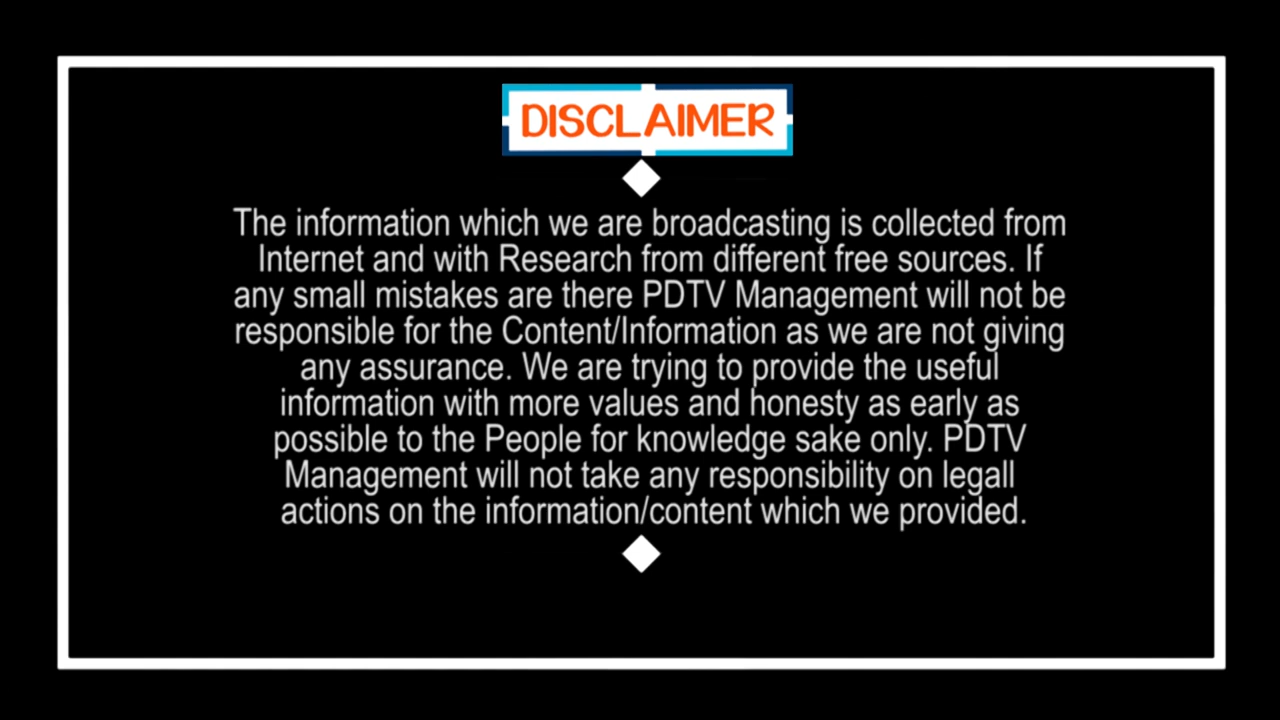 DISCLAIMER
The information which we are broadcasting is collected from
Internet and with Research from different free sources. If
any small mistakes are there PDTV Management will not be
responsible for the Content/Information as we are not giving
any assurance. We are trying to provide the useful
information with more values and honesty as early as
possible to the People for knowledge sake only. PDTV
Management will not take any responsibility on legall
actions on the information/content which we provided.